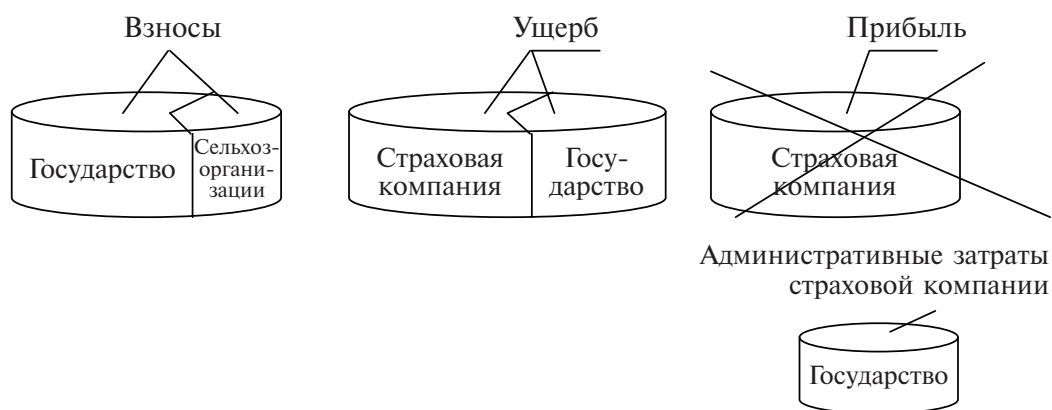 Взносы
Ущерб
Прибыль
Государство
Сельхоз-
органи-
зации
Страховая
компания
Госу-
дарство
Страховая
компания
Административные затраты
страховой компании
Государство